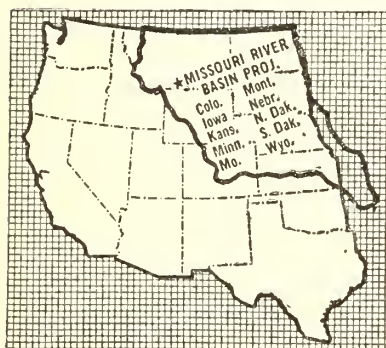 *MISSOURI RIVER
BASIN PROJ.
Colo. Mont.
Iowa Nebr.
Kans. N. Dak.
Minn. S. Dak.
Mo. Wyo.